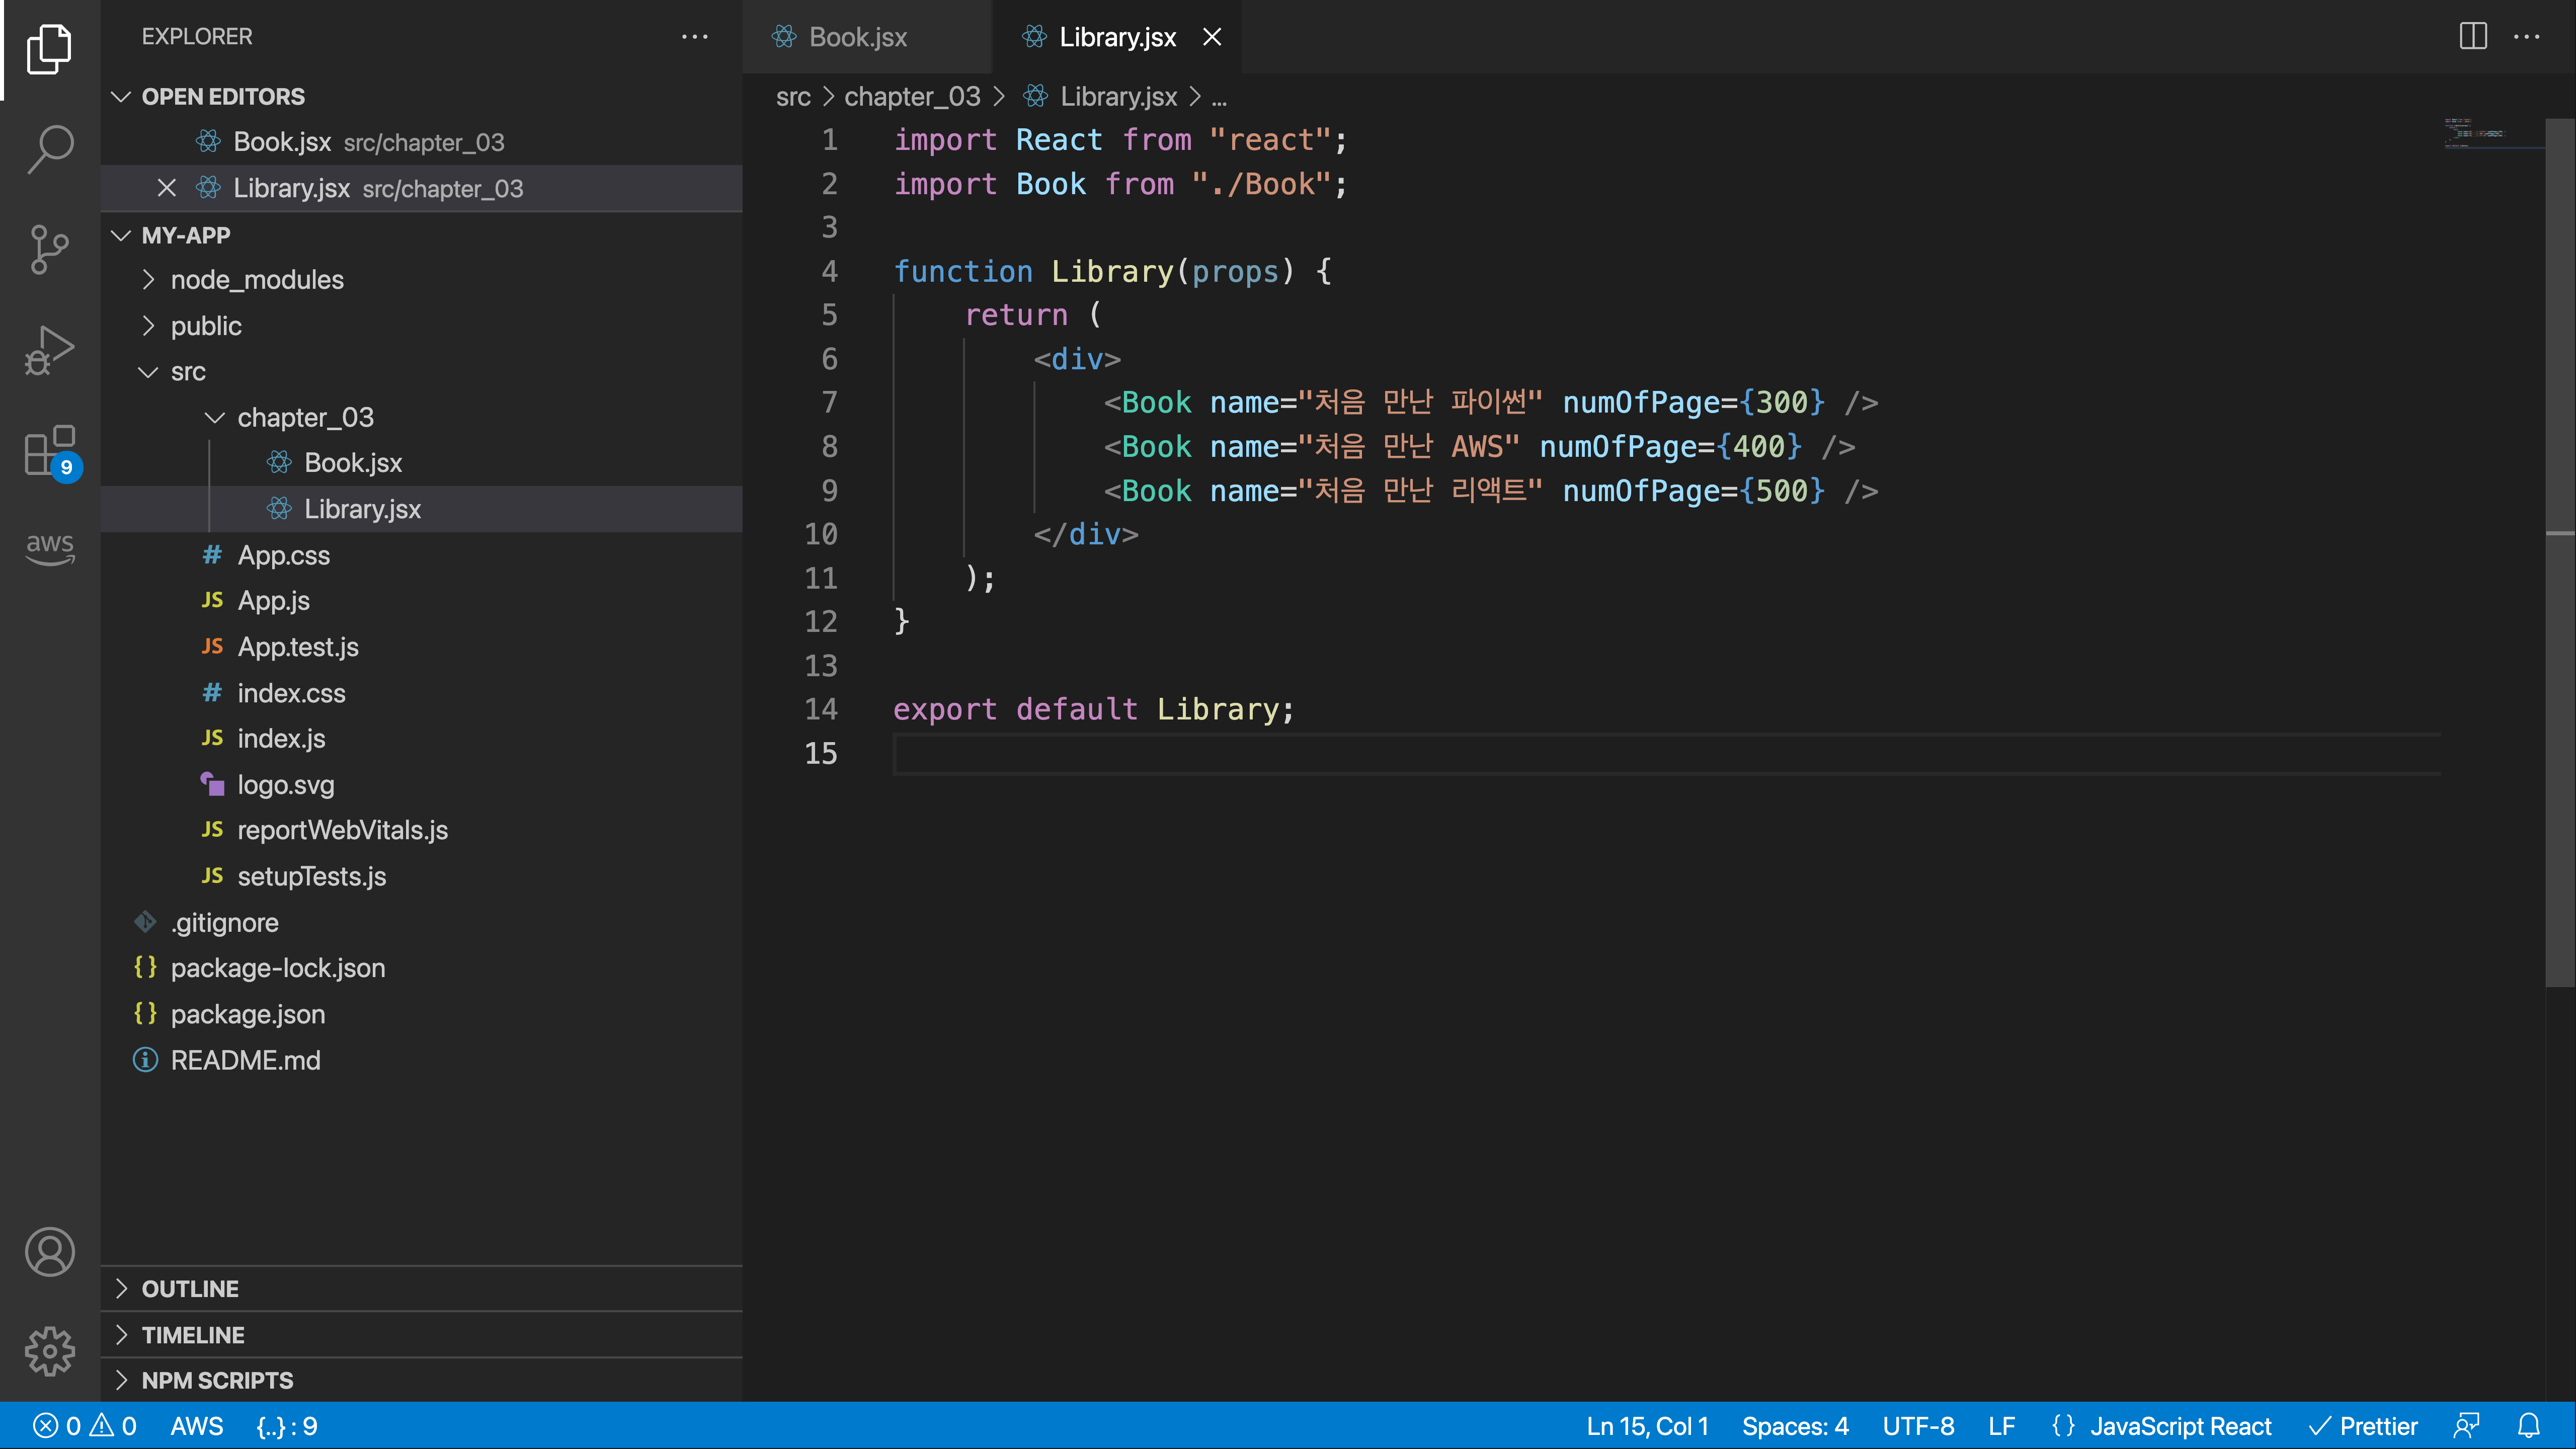 EXPLORER
OPEN EDITORS
Book.jsx src/chapter_03
Library.jsx src/chapter_03
MY-APP
node_modules
public
src
chapter_03
Book.jsx
Library.jsx
# App.css
JS App.js
JS App.test.js
# index.css
JS index.js
logo.svg
JS reportWebVitals.js
JS setupTests.js
.gitignore
{} package-lock.json
{} package.json
README.md
OUTLINE
TIMELINE
NPM SCRIPTS
9
aws
Book.jsx
Library.jsx
src > chapter_03 > Library.jsx > ...
1 import React from "react";
2 import Book from "./Book";
3
4 function Library(props) {
5 return (
6 <div>
7 <Book name="처음 만난 파이썬" numOfPage={300} />
8 <Book name="처음 만난 AWS" numOfPage={400} />
9 <Book name="처음 만난 리액트" numOfPage={500} />
10 </div>
11 );
12 }
13
14 export default Library;
15
0 0 AWS {..} : 9 Ln 15, Col 1 Spaces: 4 UTF-8 LF {} JavaScript React Prettier